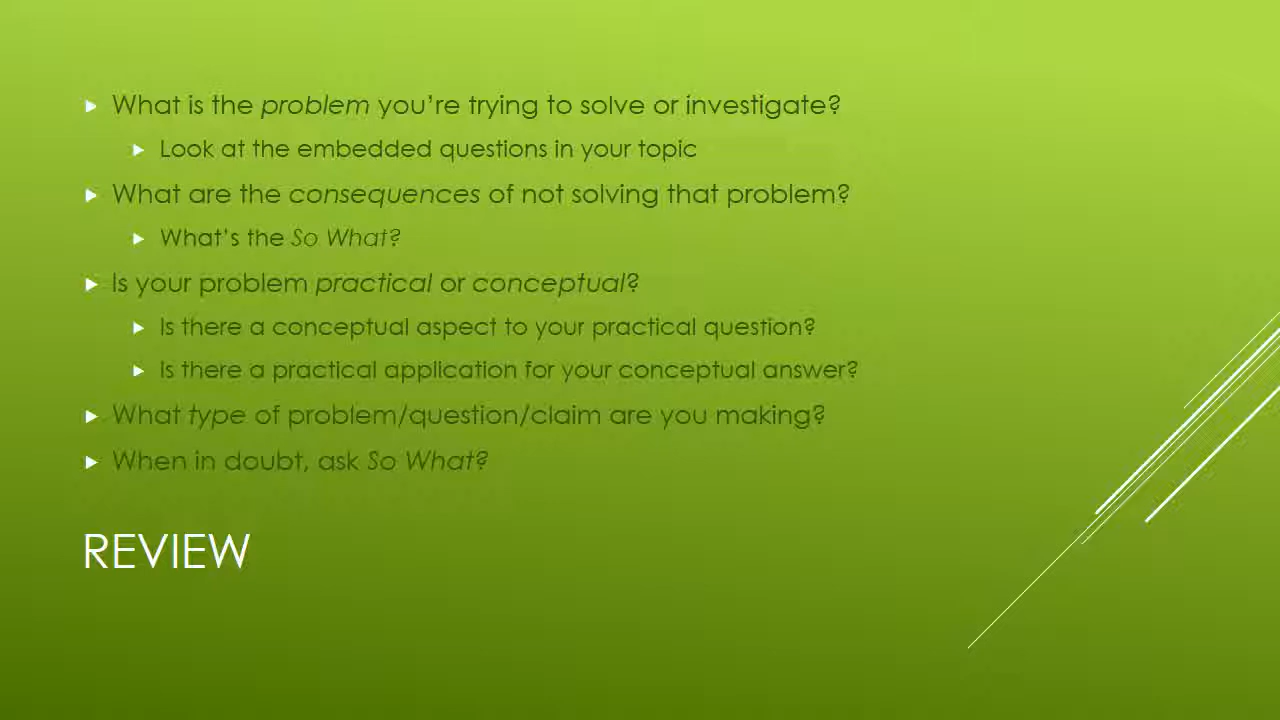 What is the problem you're trying to solve or investigate?
Look at the embedded questions in your topic
What are the consequences of not solving that problem?
What's the So What?
Is your problem practical or conceptual?
Is there a conceptual aspect to your practical question?
Is there a practical application for your conceptual answer?
What type of problem/question/claim are you making?
When in doubt, ask So What?
REVIEW